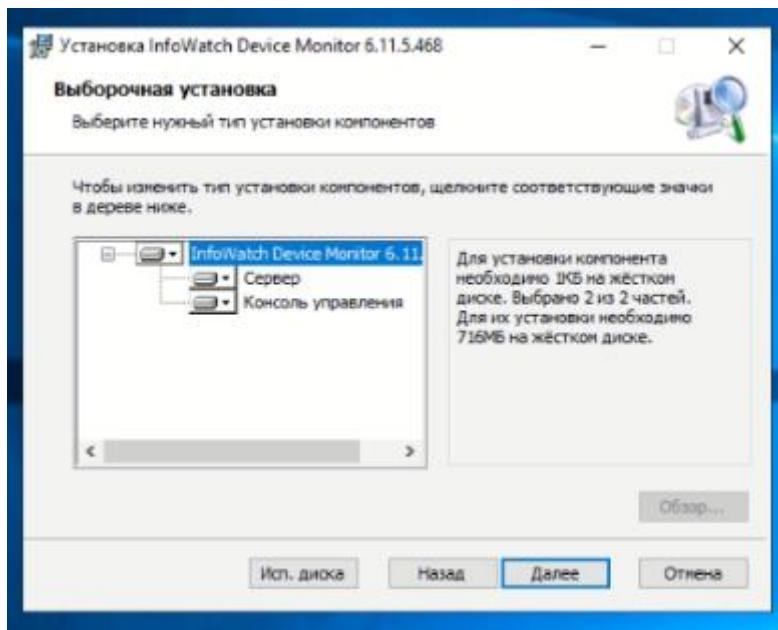 Установка InfoWatch Device Monitor 6.11.5.468
Выборочная установка
Выберите нужный тип установки компонентов
Чтобы изменить тип установки компонентов, щелкните соответствующие значки
в дереве ниже.
InfoWatch Device Monitor 6.11.
Сервер
Консоль управления
Для установки компонента
необходимо 1КБ на жёстком
диске. Выбрано 2 из 2 частей.
Для их установки необходимо
716МБ на жёстком диске.
Обзор...
Исп. диска
Назад
Далее
Отмена